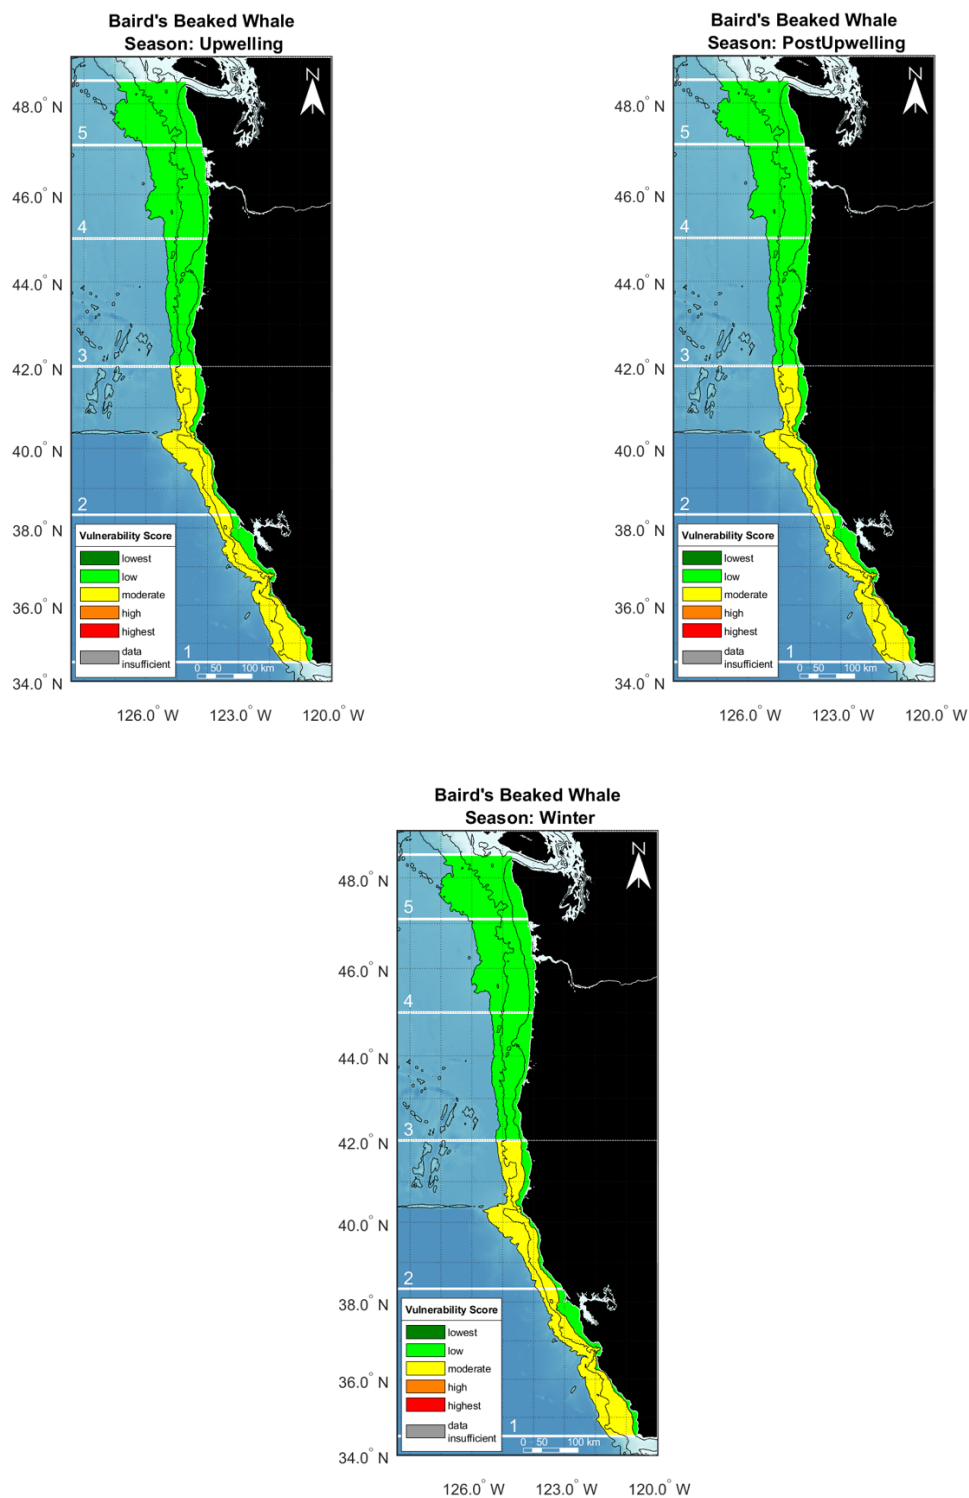 Baird's Beaked Whale
Season: Upwelling
N
48.0° N
5
46.0° N
4
44.0° N
3
42.0° N
40.0° N
2
38.0° N
Vulnerability Score
lowest
low
moderate
36.0° N
high
highest
data
insufficient
1
0 50 100 km
34.0° N
126.0° W 123.0° W 120.0° W
Baird's Beaked Whale
Season: PostUpwelling
N
48.0° N
5
46.0° N
4
44.0° N
3
42.0° N
40.0° N
2
38.0° N
Vulnerability Score
lowest
low
moderate
36.0° N
high
highest
data
insufficient
1
0 50 100 km
34.0° N
126.0° W 123.0° W 120.0° W
Baird's Beaked Whale
Season: Winter
N
48.0° N
5
46.0° N
4
44.0° N
3
42.0° N
40.0° N
2
38.0° N
Vulnerability Score
lowest
low
moderate
36.0° N
high
highest
data
insufficient
1
0 50 100 km
34.0° N
126.0° W 123.0° W 120.0° W